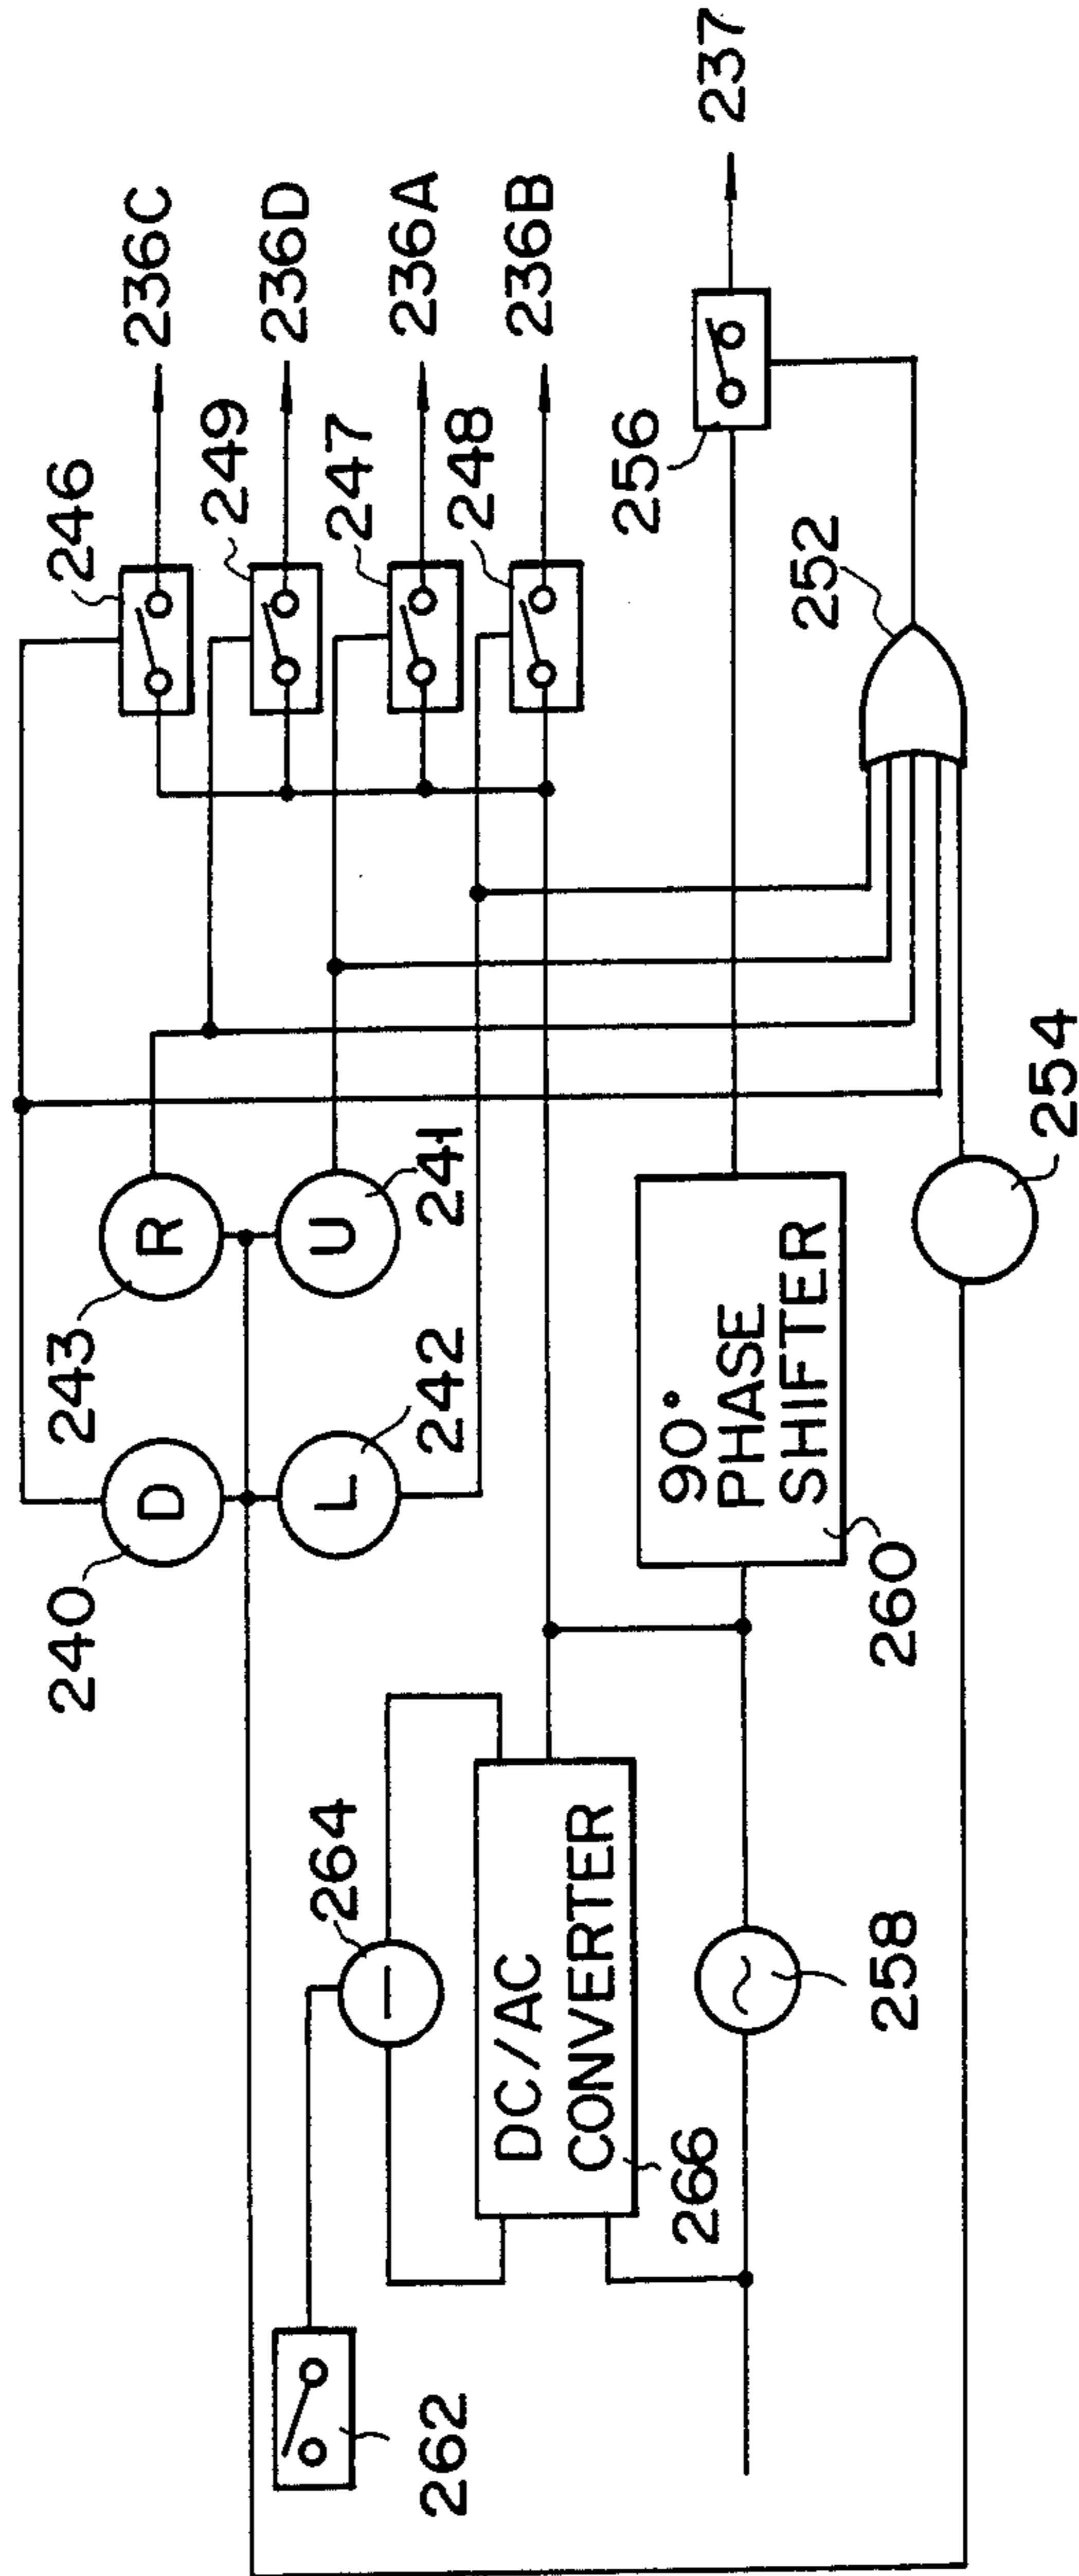 246
236C
249
236D
247
236A
248
236B
243
R
241
U
240
D
242
L
256
237
252
254
90°
PHASE
SHIFTER
260
264
DC/AC
CONVERTER
266
258
262